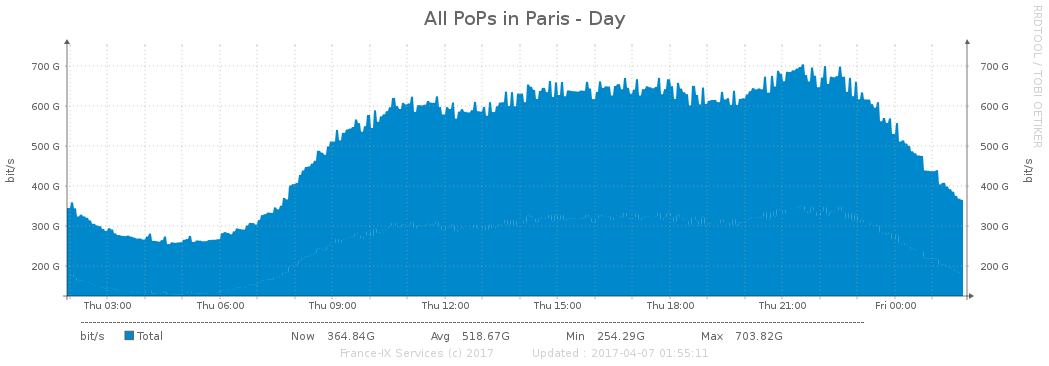 All PoPs in Paris - Day
RRDTOOL / TOBI OETIKER
bit/s
bit/s
700 G
600 G
500 G
400 G
300 G
200 G
700 G
600 G
500 G
400 G
300 G
200 G
Thu 03:00 Thu 06:00 Thu 09:00 Thu 12:00 Thu 15:00 Thu 18:00 Thu 21:00 Fri 00:00
bit/s Total Now 364.84G Avg 518.67G Min 254.29G Max 703.82G
France-IX Services (c) 2017 Updated : 2017-04-07 01:55:11